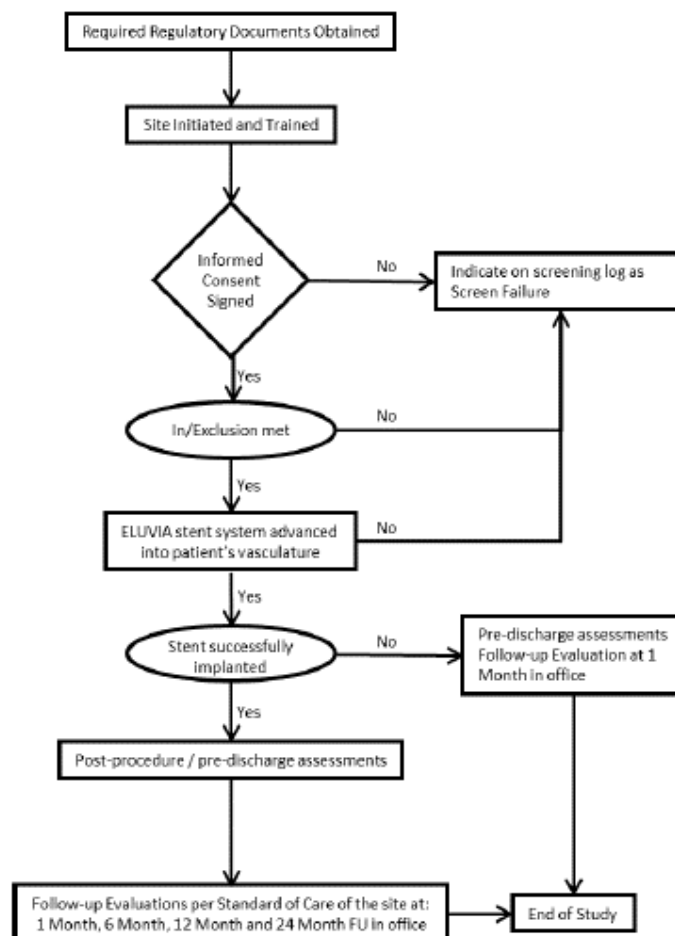 Required Regulatory Documents Obtained
Site Initiated and Trained
Informed
Consent
Signed
No
Indicate on screening log as
Screen Failure
Yes
In/Exclusion met
No
Yes
ELUVIA stent system advanced
into patient's vasculature
No
Yes
Stent successfully
implanted
No
Pre-discharge assessments
Follow-up Evaluation at 1
Month in office
Yes
Post-procedure / pre-discharge assessments
Follow-up Evaluations per Standard of Care of the site at:
1 Month, 6 Month, 12 Month and 24 Month FU in office
End of Study